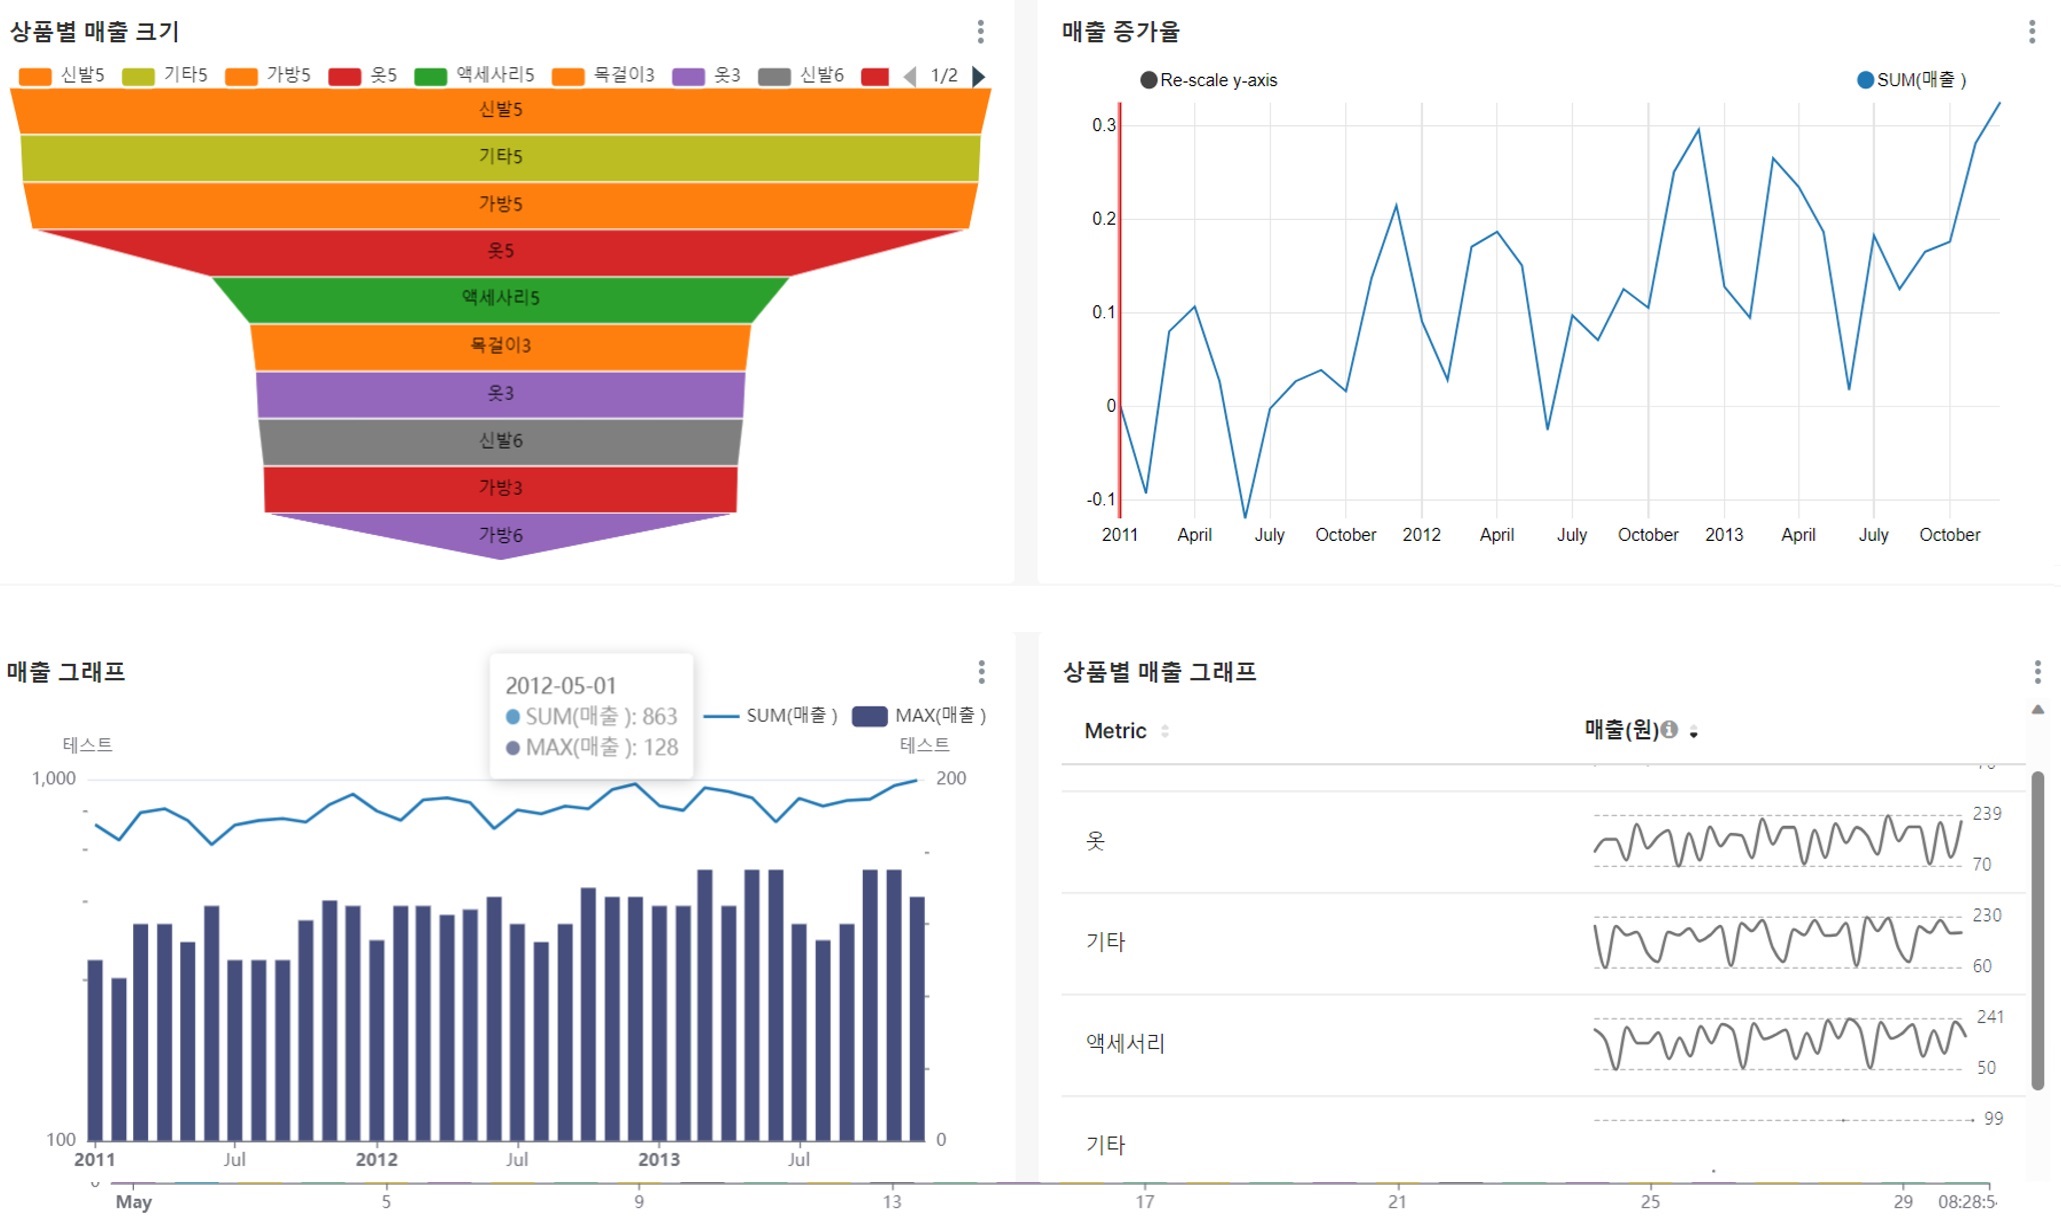 상품별 매출 크기
신발5 기타5 가방5 옷5 액세사리5 목걸이3 옷3 신발6 1/2
신발5
기타5
가방5
옷5
액세사리5
목걸이3
옷3
신발6
가방3
가방6
매출 증가율
Re-scale y-axis SUM(매출 )
0.3
0.2
0.1
0
-0.1
2011 April July October 2012 April July October 2013 April July October
매출 그래프
2012-05-01
SUM(매출 ): 863
MAX(매출 ): 128
SUM(매출 ) MAX(매출 )
테스트 테스트
1,000 200
100 0
2011 Jul 2012 Jul 2013 Jul
상품별 매출 그래프
Metric 매출(원)
옷 239
70
기타 230
60
액세서리 241
50
기타 99
May 5 9 13 17 21 25 29